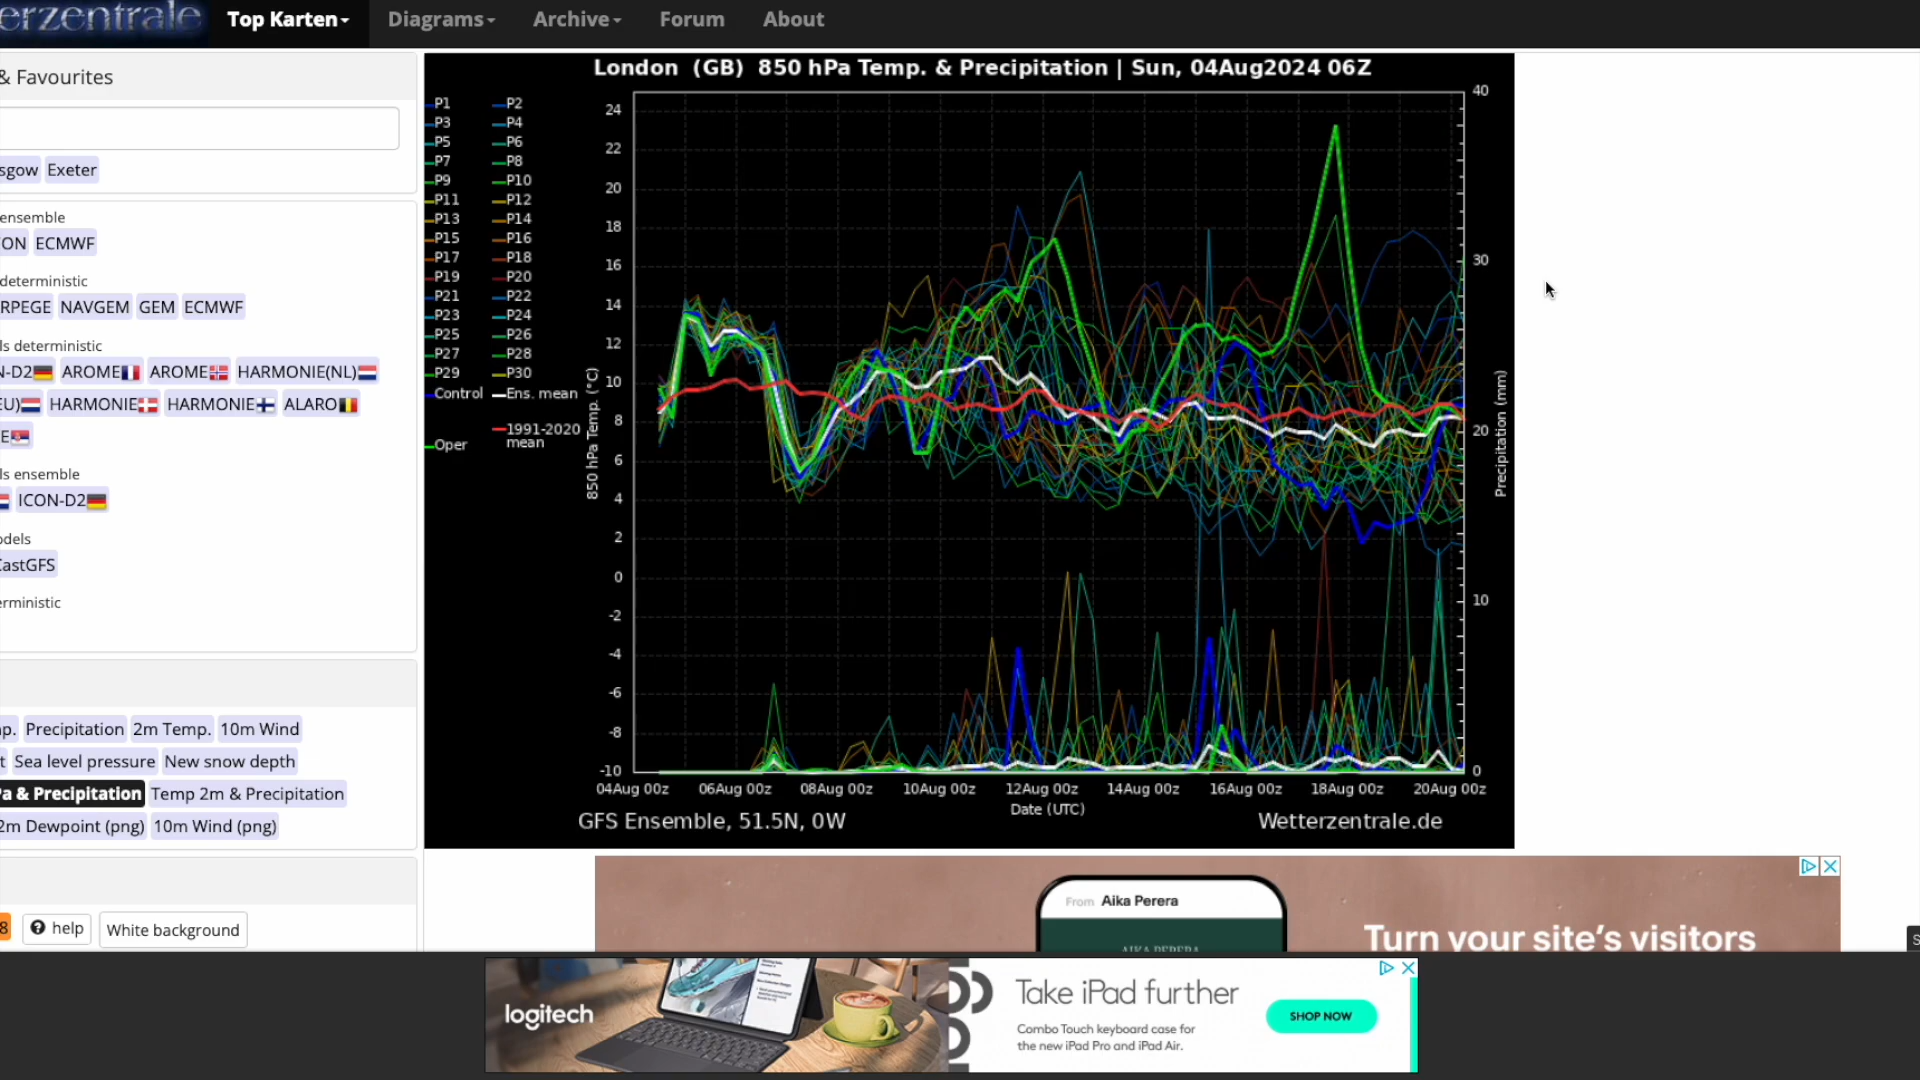 erzentrale Top Karten Diagrams Archive Forum About
& Favourites
sgow Exeter
ensemble
ON ECMWF
deterministic
RPEGE NAVGEM GEM ECMWF
ls deterministic
N-D2 AROME AROME HARMONIE(NL)
EU) HARMONIE HARMONIE ALARO
E
ls ensemble
ICON-D2
odels
CastGFS
erministic
p. Precipitation 2m Temp. 10m Wind
t Sea level pressure New snow depth
a & Precipitation Temp 2m & Precipitation
2m Dewpoint (png) 10m Wind (png)
8 help White background
London (GB) 850 hPa Temp. & Precipitation | Sun, 04Aug2024 06Z
P1 P2
P3 P4
P5 P6
P7 P8
P9 P10
P11 P12
P13 P14
P15 P16
P17 P18
P19 P20
P21 P22
P23 P24
P25 P26
P27 P28
P29 P30
Control Ens. mean
Oper 1991-2020
mean
850 hPa Temp. (°C)
24
22
20
18
16
14
12
10
8
6
4
2
0
-2
-4
-6
-8
-10
40
30
20
10
0
Precipitation (mm)
04Aug 00z 06Aug 00z 08Aug 00z 10Aug 00z 12Aug 00z 14Aug 00z 16Aug 00z 18Aug 00z 20Aug 00z
Date (UTC)
GFS Ensemble, 51.5N, 0W Wetterzentrale.de
From Aika Perera
AIKA PERERA
Turn your site's visitors
S
logitech
Take iPad further
Combo Touch keyboard case for
the new iPad Pro and iPad Air.
SHOP NOW